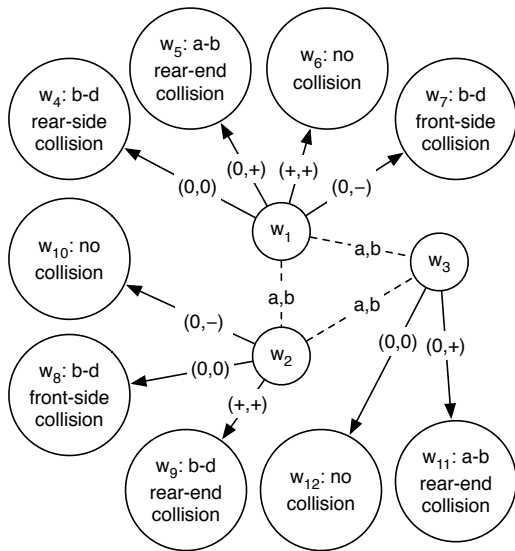 w5: a-b
rear-end
collision
w6: no
collision
w4: b-d
rear-side
collision
w7: b-d
front-side
collision
(0,0)
(0,+)
(+,+)
(0,−)
w1
w10: no
collision
a,b
w3
a,b
a,b
(0,−)
(0,0)
(0,+)
w2
w8: b-d
front-side
collision
(0,0)
(+,+)
w9: b-d
rear-end
collision
w12: no
collision
w11: a-b
rear-end
collision